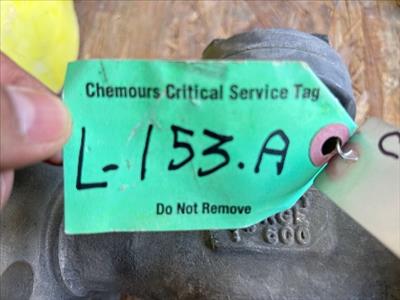 Chemours Critical Service Tag
L-153.A
Do Not Remove
600